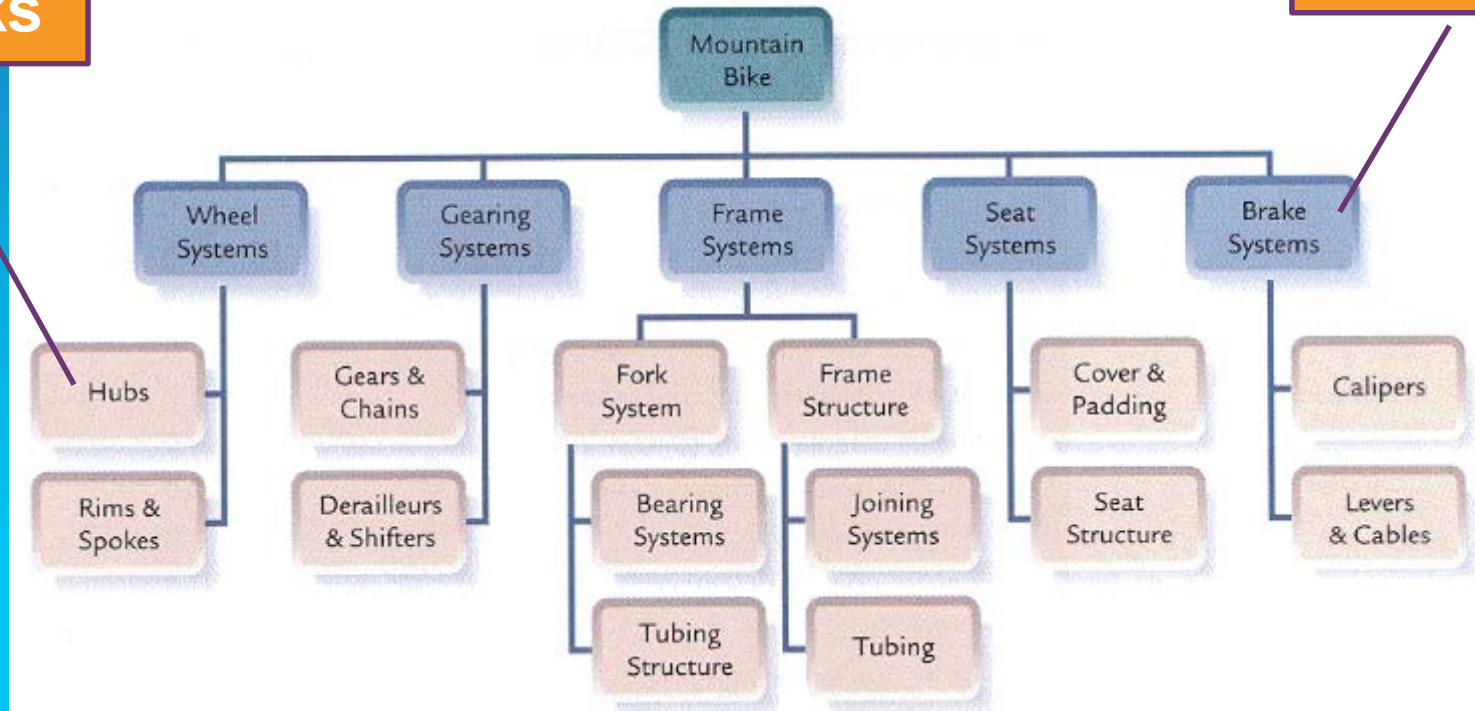 Mountain
Bike
Wheel
Systems
Gearing
Systems
Frame
Systems
Seat
Systems
Brake
Systems
Hubs
Gears &
Chains
Fork
System
Frame
Structure
Cover &
Padding
Calipers
Rims &
Spokes
Derailleurs
& Shifters
Bearing
Systems
Joining
Systems
Seat
Structure
Levers
& Cables
Tubing
Structure
Tubing